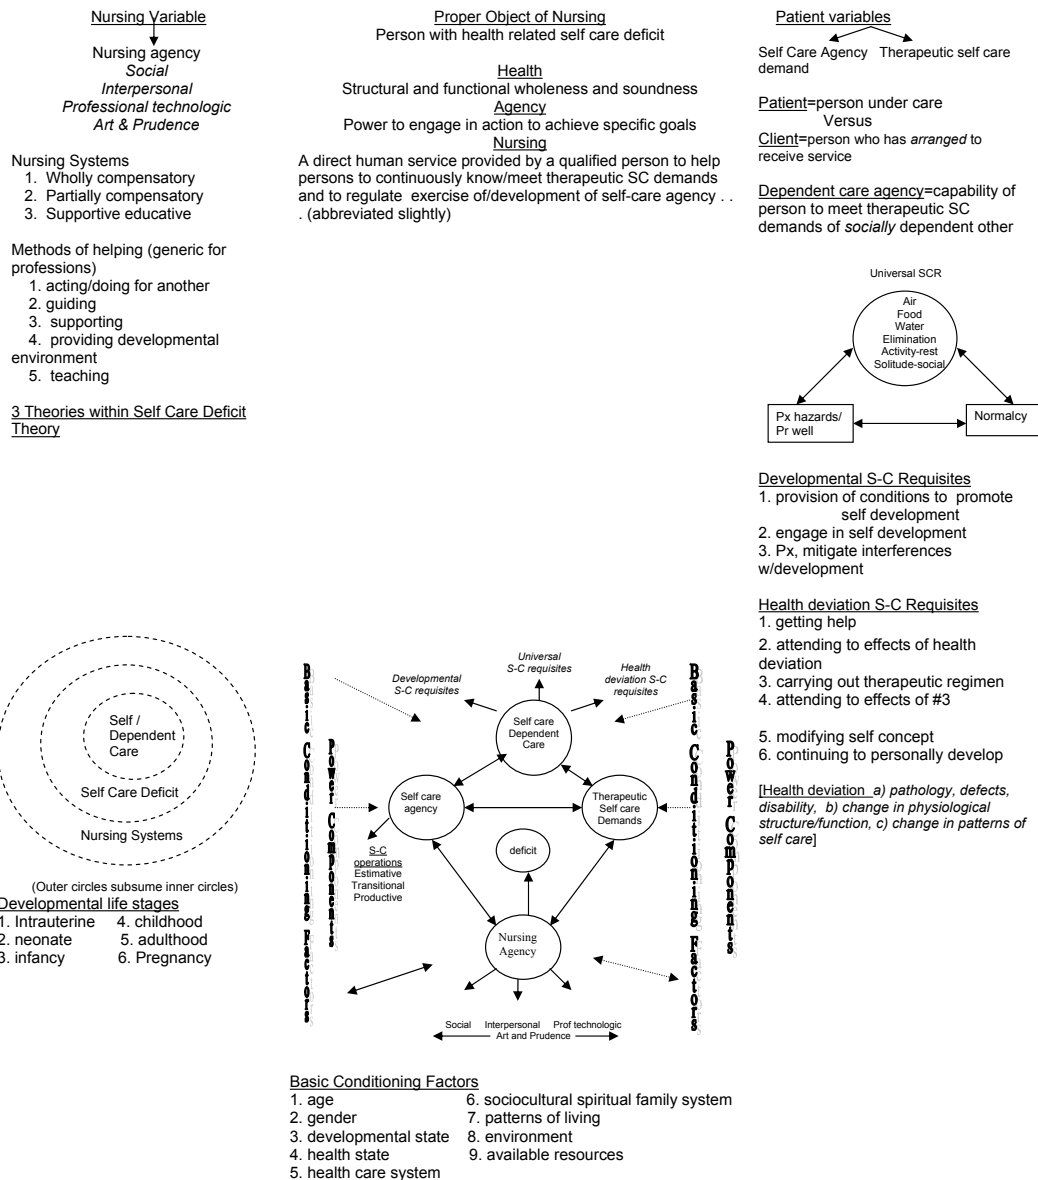 Nursing Variable
Nursing agency
Social
Interpersonal
Professional technologic
Art & Prudence
Nursing Systems
1. Wholly compensatory
2. Partially compensatory
3. Supportive educative
Methods of helping (generic for
professions)
1. acting/doing for another
2. guiding
3. supporting
4. providing developmental
environment
5. teaching
3 Theories within Self Care Deficit
Theory
Proper Object of Nursing
Person with health related self care deficit
Health
Structural and functional wholeness and soundness
Agency
Power to engage in action to achieve specific goals
Nursing
A direct human service provided by a qualified person to help
persons to continuously know/meet therapeutic SC demands
and to regulate exercise of/development of self-care agency . .
. (abbreviated slightly)
Patient variables
Self Care Agency Therapeutic self care
demand
Patient=person under care
Versus
Client=person who has arranged to
receive service
Dependent care agency=capability of
person to meet therapeutic SC
demands of socially dependent other
Universal SCR
Air
Food
Water
Elimination
Activity-rest
Solitude-social
Px hazards/
Pr well
Normalcy
Developmental S-C Requisites
1. provision of conditions to promote
self development
2. engage in self development
3. Px, mitigate interferences
w/development
Health deviation S-C Requisites
1. getting help
2. attending to effects of health
deviation
3. carrying out therapeutic regimen
4. attending to effects of #3
5. modifying self concept
6. continuing to personally develop
[Health deviation a) pathology, defects,
disability, b) change in physiological
structure/function, c) change in patterns of
self care]
Self /
Dependent
Care
Self Care Deficit
Nursing Systems
(Outer circles subsume inner circles)
Developmental life stages
1. Intrauterine 4. childhood
2. neonate 5. adulthood
3. infancy 6. Pregnancy
Basic Conditioning Factors
Power Components
Developmental
S-C requisites
Universal
S-C requisites
Health
deviation S-C
requisites
Self care
Dependent
Care
Self care
agency
Therapeutic
Self care
Demands
S-C
operations
Estimative
Transitional
Productive
deficit
Nursing
Agency
Social Interpersonal Prof technologic
Art and Prudence
Basic Conditioning Factors
Power Components
Basic Conditioning Factors
1. age 6. sociocultural spiritual family system
2. gender 7. patterns of living
3. developmental state 8. environment
4. health state 9. available resources
5. health care system